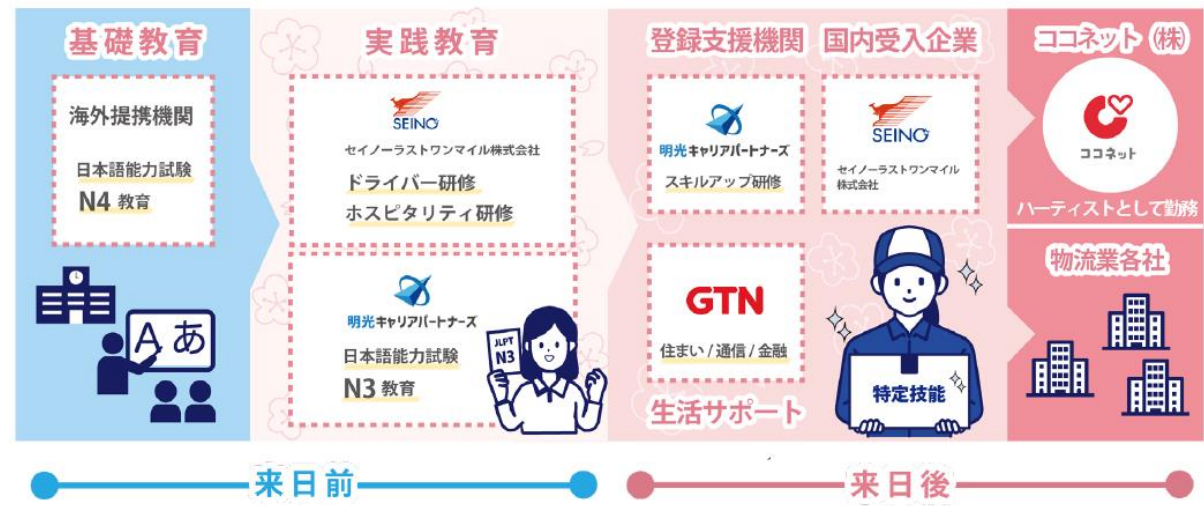 基礎教育
海外提携機関
日本語能力試験
N4 教育
A あ
実践教育
SEINO
セイノーラストワンマイル株式会社
ドライバー研修
ホスピタリティ研修
明光キャリアパートナーズ
日本語能力試験
N3 教育
JLPT
N3
登録支援機関
明光キャリアパートナーズ
スキルアップ研修
GTN
住まい / 通信 / 金融
生活サポート
国内受入企業
SEINO
セイノーラストワンマイル
株式会社
特定技能
ココネット (株)
ココネット
ハーティストとして勤務
物流業各社
来日前
来日後